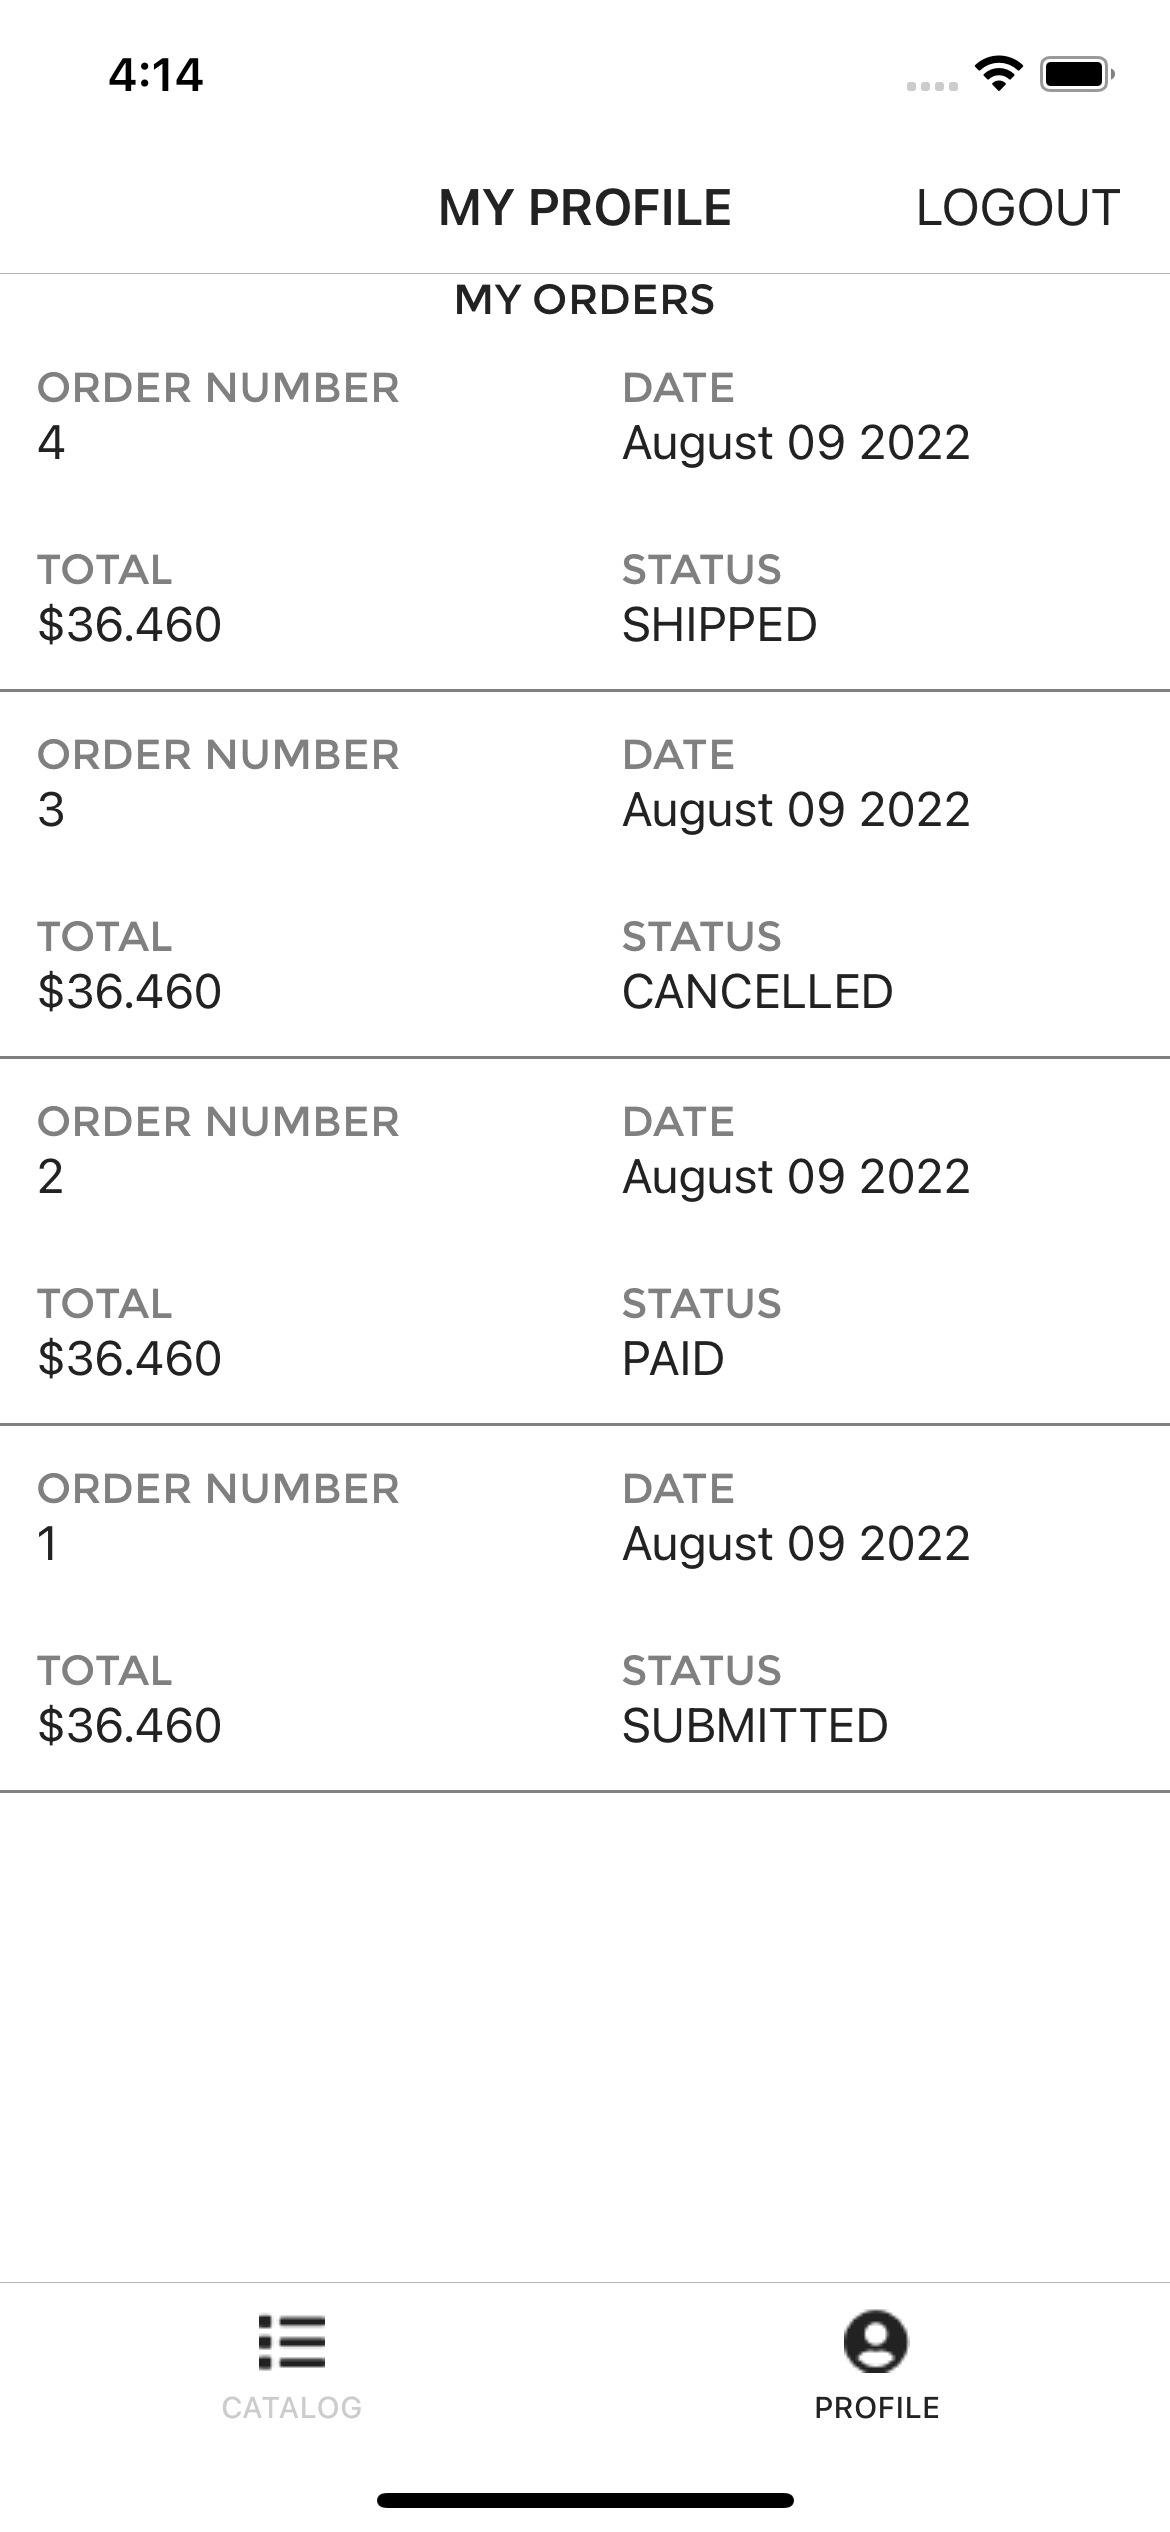 4:14
MY PROFILE LOGOUT
MY ORDERS
ORDER NUMBER DATE
4 August 09 2022
TOTAL STATUS
$36.460 SHIPPED
ORDER NUMBER DATE
3 August 09 2022
TOTAL STATUS
$36.460 CANCELLED
ORDER NUMBER DATE
2 August 09 2022
TOTAL STATUS
$36.460 PAID
ORDER NUMBER DATE
1 August 09 2022
TOTAL STATUS
$36.460 SUBMITTED
CATALOG PROFILE